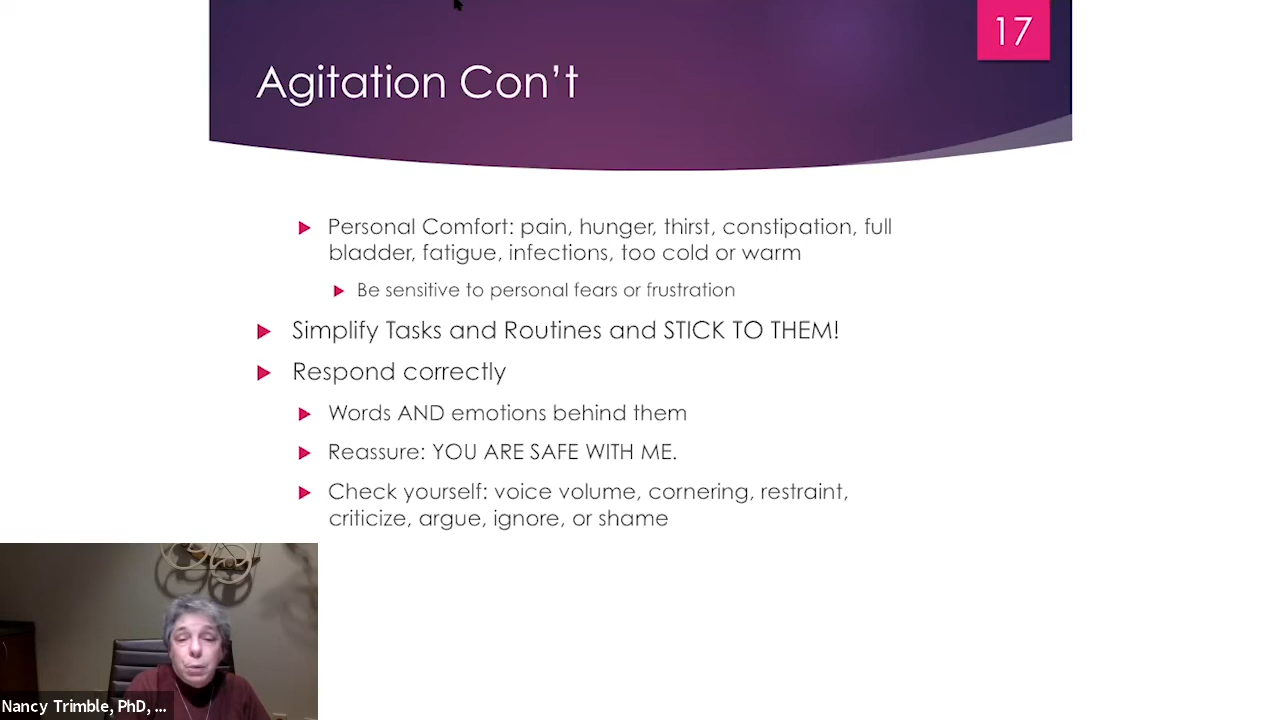 17
Agitation Con’t
Personal Comfort: pain, hunger, thirst, constipation, full
bladder, fatigue, infections, too cold or warm
Be sensitive to personal fears or frustration
Simplify Tasks and Routines and STICK TO THEM!
Respond correctly
Words AND emotions behind them
Reassure: YOU ARE SAFE WITH ME.
Check yourself: voice volume, cornering, restraint,
criticize, argue, ignore, or shame
Nancy Trimble, PhD, ...